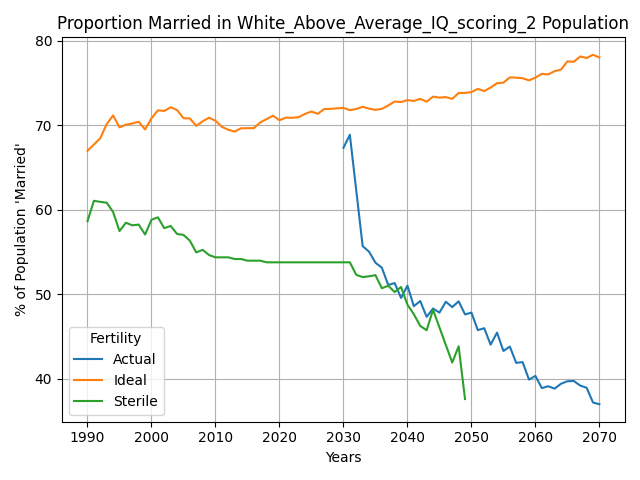 Proportion Married in White_Above_Average_IQ_scoring_2 Population
% of Population 'Married'
80
70
60
50
40
Fertility
Actual
Ideal
Sterile
1990 2000 2010 2020 2030 2040 2050 2060 2070
Years